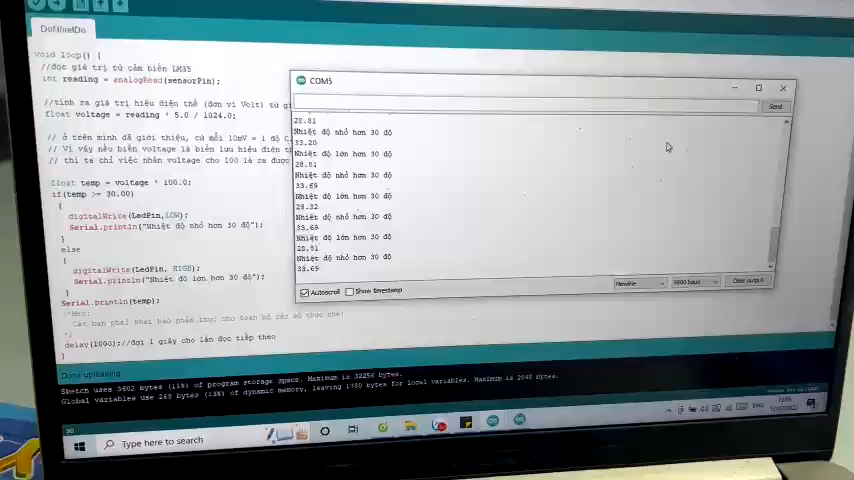 DoNhietDo
void loop() {
//đọc giá trị từ cảm biến LM35
int reading = analogRead(sensorPin);
//tính ra giá trị hiệu điện thế (đơn vị Volt) từ gi
float voltage = reading * 5.0 / 1024.0;
// ở trên mình đã giới thiệu, cứ mỗi 10mV = 1 độ C.
// Vì vậy nếu biến voltage là biến lưu hiệu điện th
// thì ta chỉ việc nhân voltage cho 100 là ra được
float temp = voltage * 100.0;
if(temp >= 30.00)
{
digitalWrite(LedPin,LOW);
Serial.println("Nhiệt độ nhỏ hơn 30 độ");
}
else
{
digitalWrite(LedPin, HIGH);
Serial.println("Nhiệt độ lớn hơn 30 độ");
}
Serial.println(temp);
/*Mẹo:
Các bạn phải khai báo phần thực cho toàn bộ các số thực nhé!
*/
delay(1000);//đợi 1 giây cho lần đọc tiếp theo
}
COM5
Send
28.81
Nhiệt độ nhỏ hơn 30 độ
33.20
Nhiệt độ lớn hơn 30 độ
28.81
Nhiệt độ nhỏ hơn 30 độ
33.69
Nhiệt độ lớn hơn 30 độ
28.32
Nhiệt độ nhỏ hơn 30 độ
33.69
Nhiệt độ lớn hơn 30 độ
28.81
Nhiệt độ nhỏ hơn 30 độ
33.69
Autoscroll Show timestamp Newline 9600 baud Clear output
Done uploading
Sketch uses 3602 bytes (11%) of program storage space. Maximum is 32256 bytes.
Global variables use 268 bytes (13%) of dynamic memory, leaving 1780 bytes for local variables. Maximum is 2048 bytes.
30
Type here to search
ENG